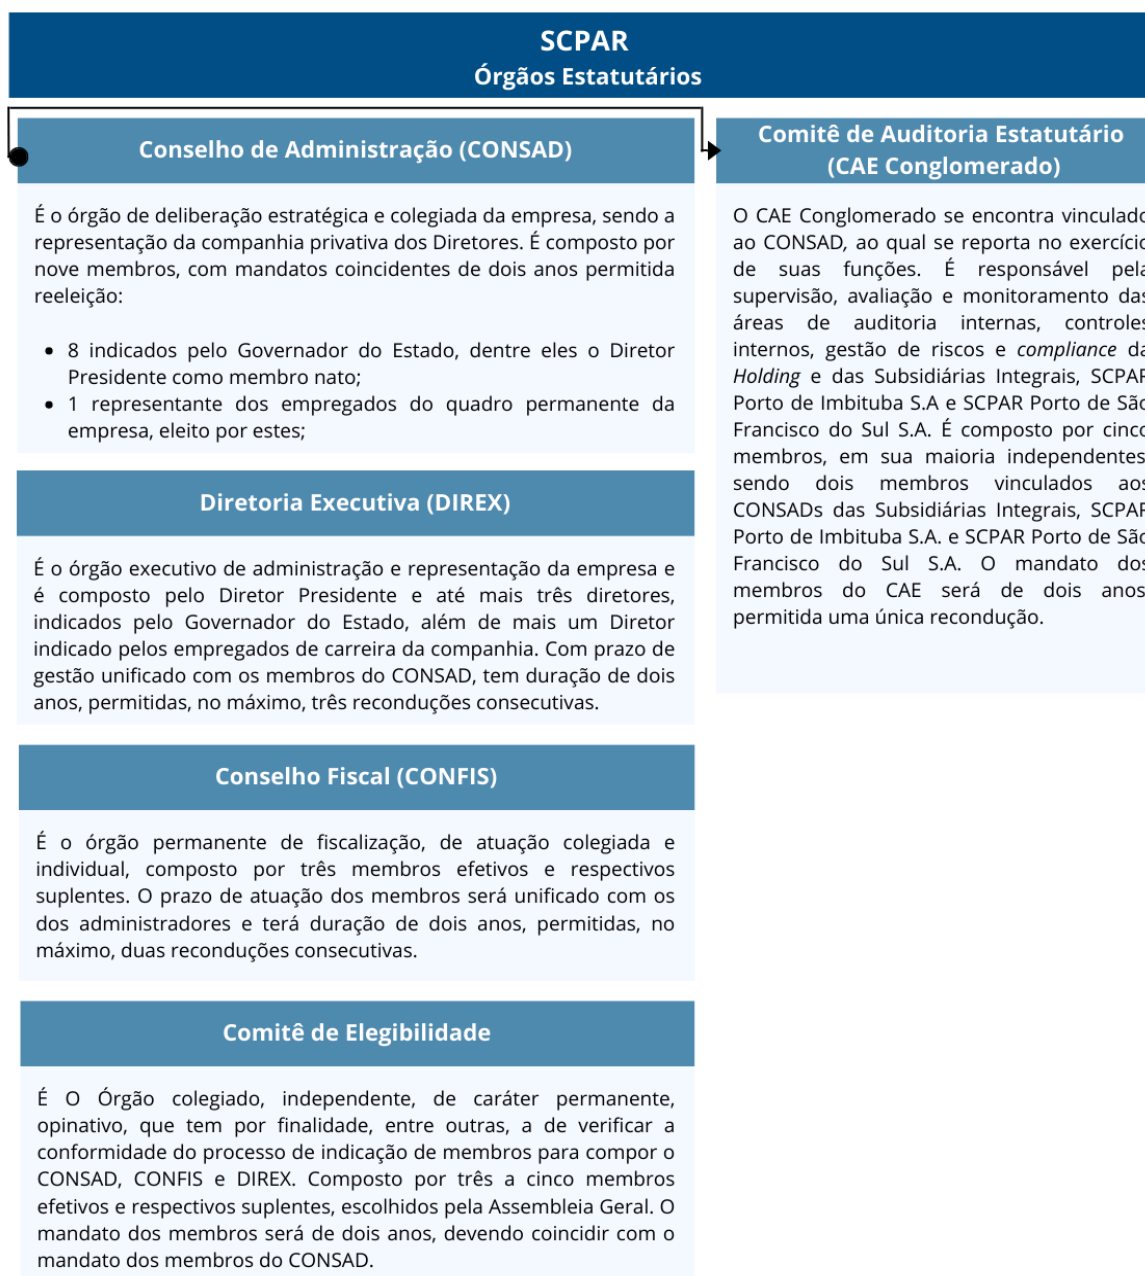 SCPAR
Órgãos Estatutários
Conselho de Administração (CONSAD)
É o órgão de deliberação estratégica e colegiada da empresa, sendo a
representação da companhia privativa dos Diretores. É composto por
nove membros, com mandatos coincidentes de dois anos permitida
reeleição:
• 8 indicados pelo Governador do Estado, dentre eles o Diretor
Presidente como membro nato;
• 1 representante dos empregados do quadro permanente da
empresa, eleito por estes;
Diretoria Executiva (DIREX)
É o órgão executivo de administração e representação da empresa e
é composto pelo Diretor Presidente e até mais três diretores,
indicados pelo Governador do Estado, além de mais um Diretor
indicado pelos empregados de carreira da companhia. Com prazo de
gestão unificado com os membros do CONSAD, tem duração de dois
anos, permitidas, no máximo, três reconduções consecutivas.
Conselho Fiscal (CONFIS)
É o órgão permanente de fiscalização, de atuação colegiada e
individual, composto por três membros efetivos e respectivos
suplentes. O prazo de atuação dos membros será unificado com os
dos administradores e terá duração de dois anos, permitidas, no
máximo, duas reconduções consecutivas.
Comitê de Elegibilidade
É O Órgão colegiado, independente, de caráter permanente,
opinativo, que tem por finalidade, entre outras, a de verificar a
conformidade do processo de indicação de membros para compor o
CONSAD, CONFIS e DIREX. Composto por três a cinco membros
efetivos e respectivos suplentes, escolhidos pela Assembleia Geral. O
mandato dos membros será de dois anos, devendo coincidir com o
mandato dos membros do CONSAD.
Comitê de Auditoria Estatutário
(CAE Conglomerado)
O CAE Conglomerado se encontra vinculado
ao CONSAD, ao qual se reporta no exercício
de suas funções. É responsável pela
supervisão, avaliação e monitoramento das
áreas de auditoria internas, controles
internos, gestão de riscos e compliance da
Holding e das Subsidiárias Integrais, SCPAR
Porto de Imbituba S.A e SCPAR Porto de São
Francisco do Sul S.A. É composto por cinco
membros, em sua maioria independentes
sendo dois membros vinculados aos
CONSADs das Subsidiárias Integrais, SCPAR
Porto de Imbituba S.A. e SCPAR Porto de São
Francisco do Sul S.A. O mandato dos
membros do CAE será de dois anos
permitida uma única recondução.